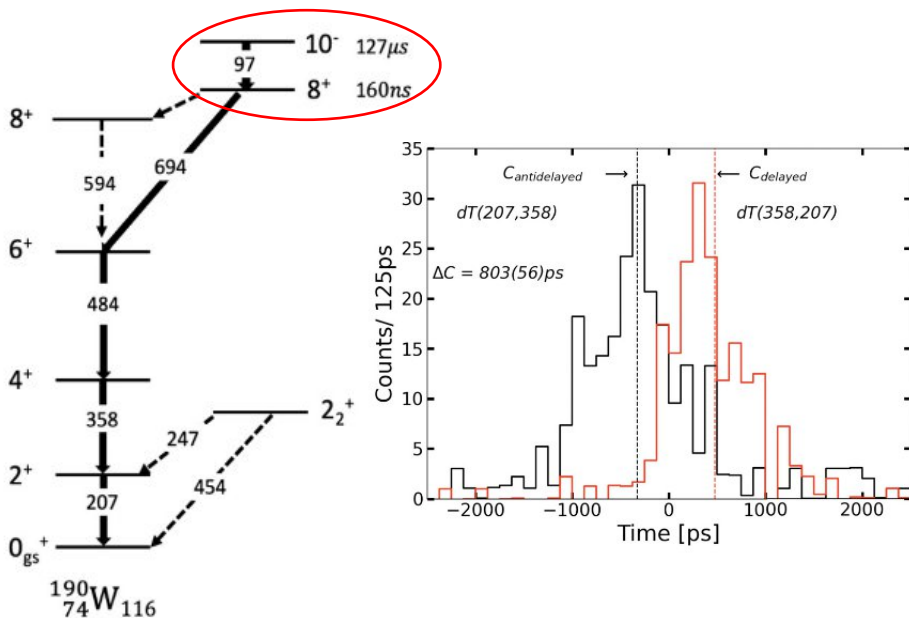 10⁻ 127μs
97
8⁺ 160ns
8⁺
694
594
6⁺
484
4⁺
358
2₂⁺
247
2⁺
454
207
0gs⁺
¹⁹⁰₇₄W₁₁₆
35
30
25
20
15
10
5
0
Counts/ 125ps
C_antidelayed → ← C_delayed
dT(207,358) dT(358,207)
ΔC = 803(56)ps
−2000 −1000 0 1000 2000
Time [ps]